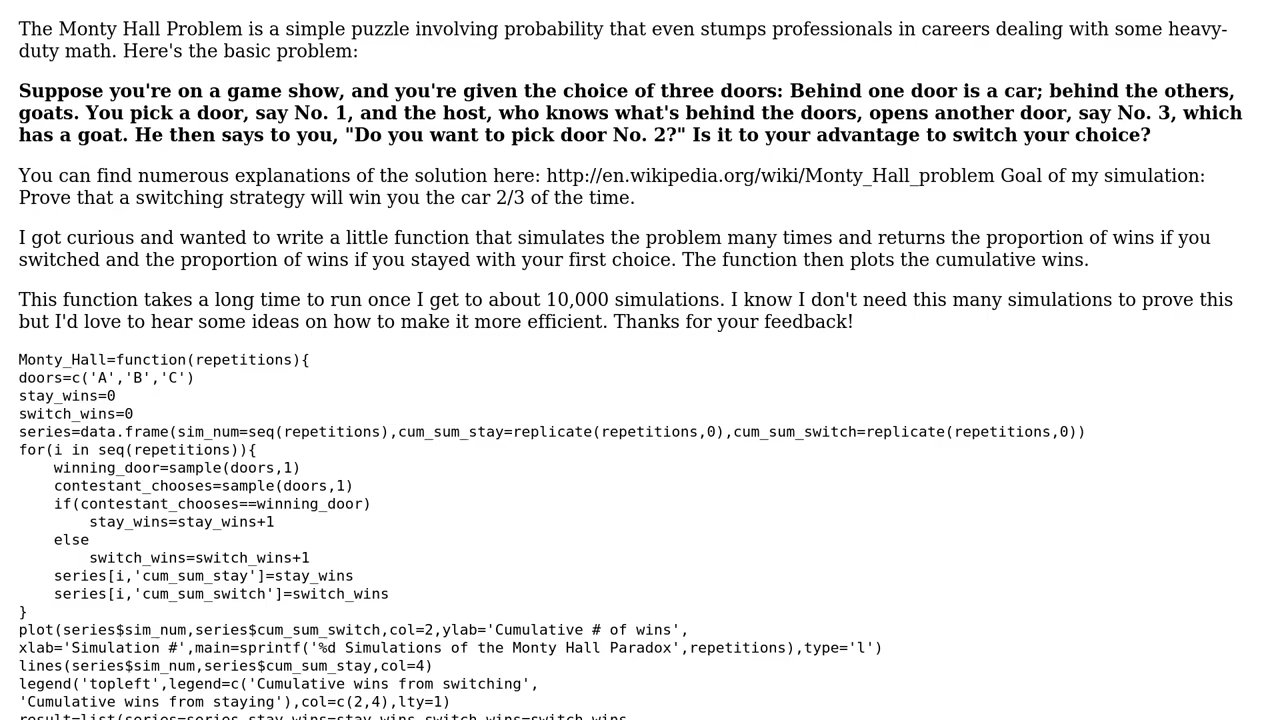 The Monty Hall Problem is a simple puzzle involving probability that even stumps professionals in careers dealing with some heavy-
duty math. Here's the basic problem:
Suppose you're on a game show, and you're given the choice of three doors: Behind one door is a car; behind the others,
goats. You pick a door, say No. 1, and the host, who knows what's behind the doors, opens another door, say No. 3, which
has a goat. He then says to you, "Do you want to pick door No. 2?" Is it to your advantage to switch your choice?
You can find numerous explanations of the solution here: http://en.wikipedia.org/wiki/Monty_Hall_problem Goal of my simulation:
Prove that a switching strategy will win you the car 2/3 of the time.
I got curious and wanted to write a little function that simulates the problem many times and returns the proportion of wins if you
switched and the proportion of wins if you stayed with your first choice. The function then plots the cumulative wins.
This function takes a long time to run once I get to about 10,000 simulations. I know I don't need this many simulations to prove this
but I'd love to hear some ideas on how to make it more efficient. Thanks for your feedback!
Monty_Hall=function(repetitions){
doors=c('A','B','C')
stay_wins=0
switch_wins=0
series=data.frame(sim_num=seq(repetitions),cum_sum_stay=replicate(repetitions,0),cum_sum_switch=replicate(repetitions,0))
for(i in seq(repetitions)){
    winning_door=sample(doors,1)
    contestant_chooses=sample(doors,1)
    if(contestant_chooses==winning_door)
        stay_wins=stay_wins+1
    else
        switch_wins=switch_wins+1
    series[i,'cum_sum_stay']=stay_wins
    series[i,'cum_sum_switch']=switch_wins
}
plot(series$sim_num,series$cum_sum_switch,col=2,ylab='Cumulative # of wins',
xlab='Simulation #',main=sprintf('%d Simulations of the Monty Hall Paradox',repetitions),type='l')
lines(series$sim_num,series$cum_sum_stay,col=4)
legend('topleft',legend=c('Cumulative wins from switching',
'Cumulative wins from staying'),col=c(2,4),lty=1)
result=list(series=series,stay_wins=stay_wins,switch_wins=switch_wins,